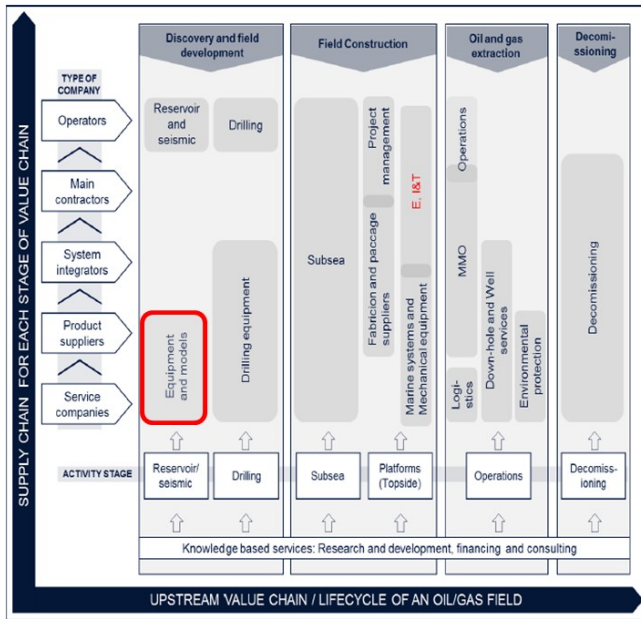 Discovery and field
development
Field Construction
Oil and gas
extraction
Decomi-
ssioning
TYPE OF
COMPANY
Operators
Main
contractors
System
integrators
Product
suppliers
Service
companies
Reservoir
and
seismic
Drilling
Equipment
and models
Drilling equipment
Subsea
Project
management
Fabricion and paccage
suppliers
E, I&T
Marine systems and
Mechanical equipment
Operations
MMO
Logi-
stics
Down-hole and Well
services
Environmental
protection
Decomissioning
ACTIVITY STAGE
Reservoir/
seismic
Drilling
Subsea
Platforms
(Topside)
Operations
Decomiss-
ioning
Knowledge based services: Research and development, financing and consulting
SUPPLY CHAIN FOR EACH STAGE OF VALUE CHAIN
UPSTREAM VALUE CHAIN / LIFECYCLE OF AN OIL/GAS FIELD